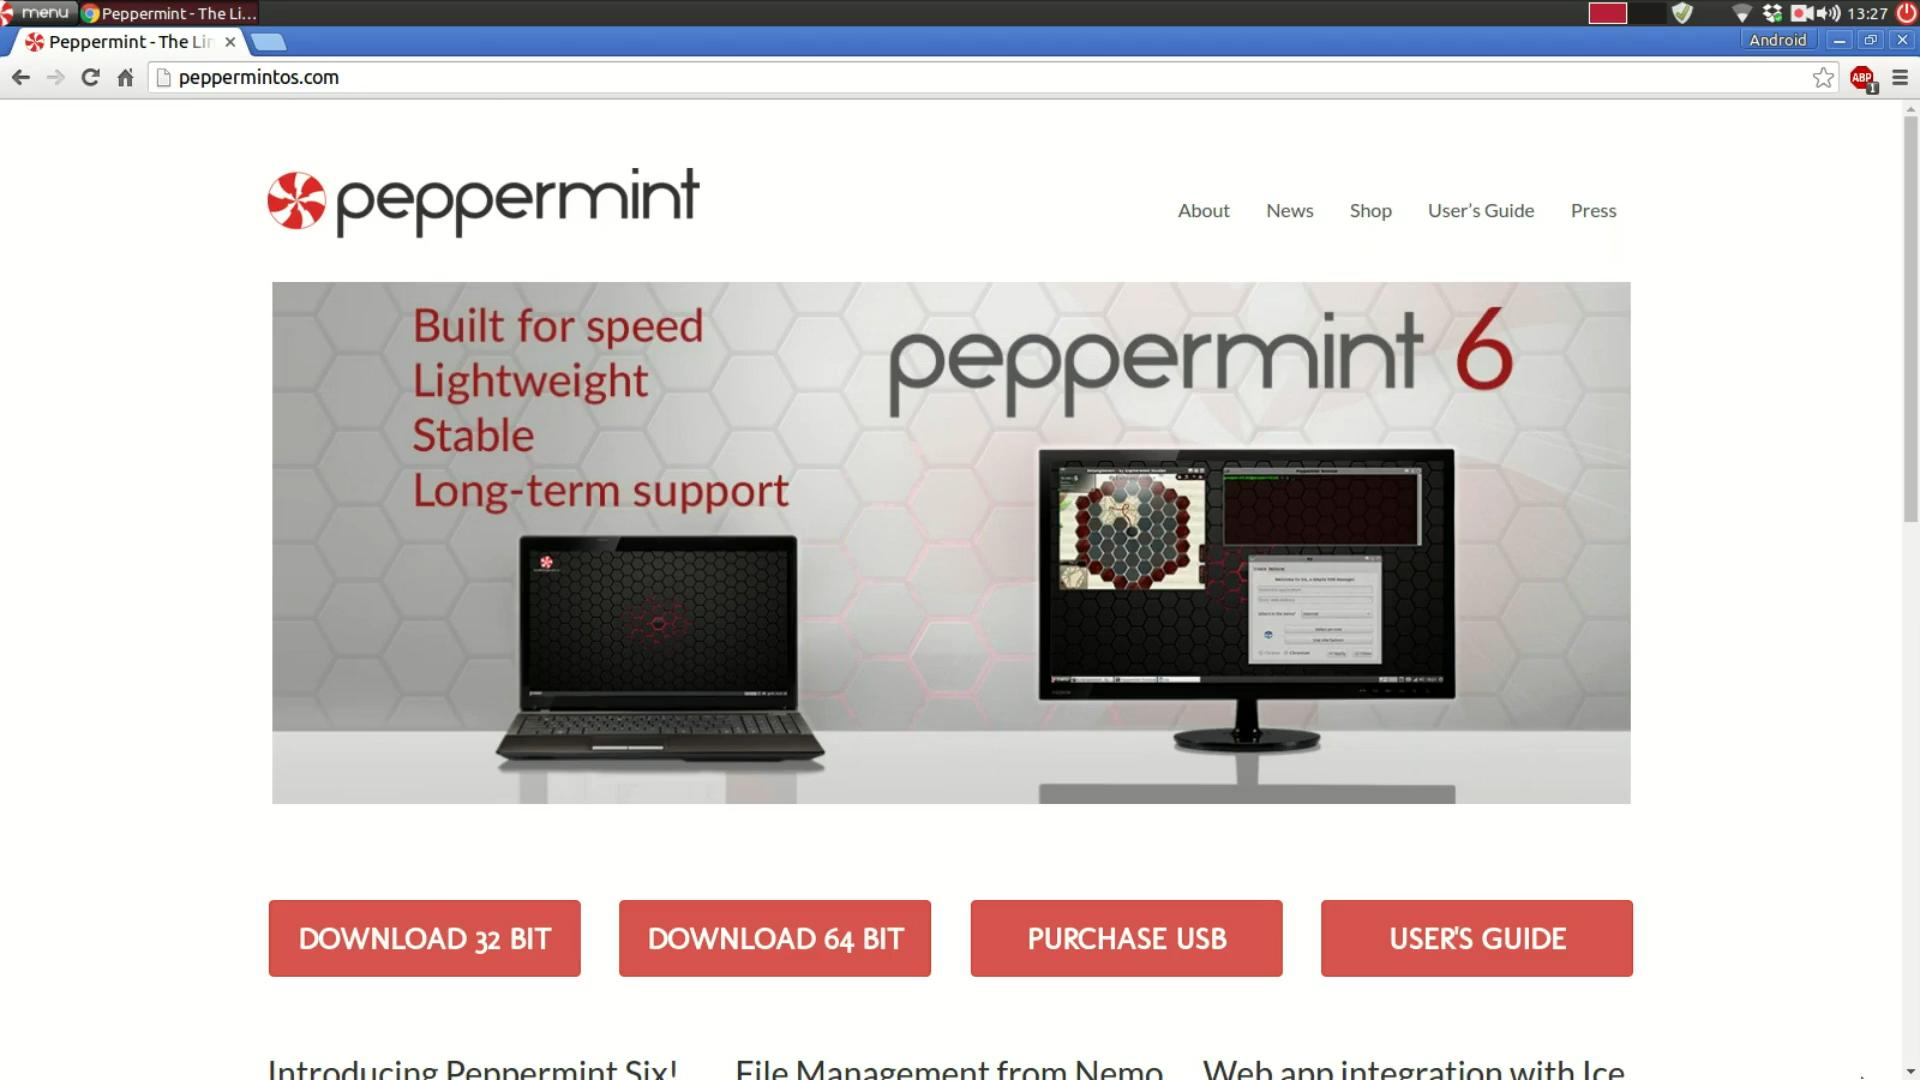 menu
Peppermint - The Li...
13:27
Peppermint - The Lin
Android
peppermintos.com
ABP
1
peppermint
About
News
Shop
User's Guide
Press
Built for speed
Lightweight
Stable
Long-term support
peppermint 6
DOWNLOAD 32 BIT
DOWNLOAD 64 BIT
PURCHASE USB
USER'S GUIDE
Introducing Peppermint Six!
File Management from Nemo
Web app integration with Ice